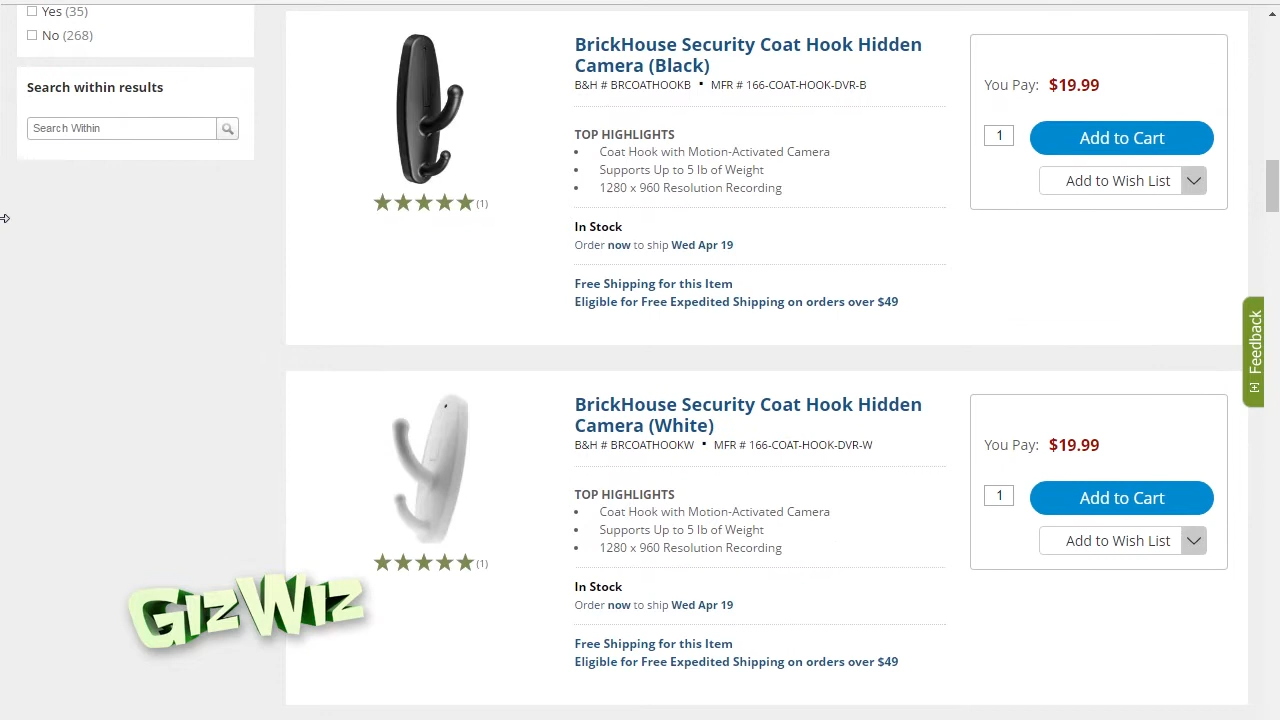 Yes (35)
No (268)
Search within results
Search Within
BrickHouse Security Coat Hook Hidden
Camera (Black)
B&H # BRCOATHOOKB • MFR # 166-COAT-HOOK-DVR-B
TOP HIGHLIGHTS
• Coat Hook with Motion-Activated Camera
• Supports Up to 5 lb of Weight
• 1280 x 960 Resolution Recording
(1)
In Stock
Order now to ship Wed Apr 19
Free Shipping for this Item
Eligible for Free Expedited Shipping on orders over $49
You Pay: $19.99
1 Add to Cart
Add to Wish List
[+] Feedback
BrickHouse Security Coat Hook Hidden
Camera (White)
B&H # BRCOATHOOKW • MFR # 166-COAT-HOOK-DVR-W
TOP HIGHLIGHTS
• Coat Hook with Motion-Activated Camera
• Supports Up to 5 lb of Weight
• 1280 x 960 Resolution Recording
(1)
In Stock
Order now to ship Wed Apr 19
Free Shipping for this Item
Eligible for Free Expedited Shipping on orders over $49
You Pay: $19.99
1 Add to Cart
Add to Wish List
GizWiz